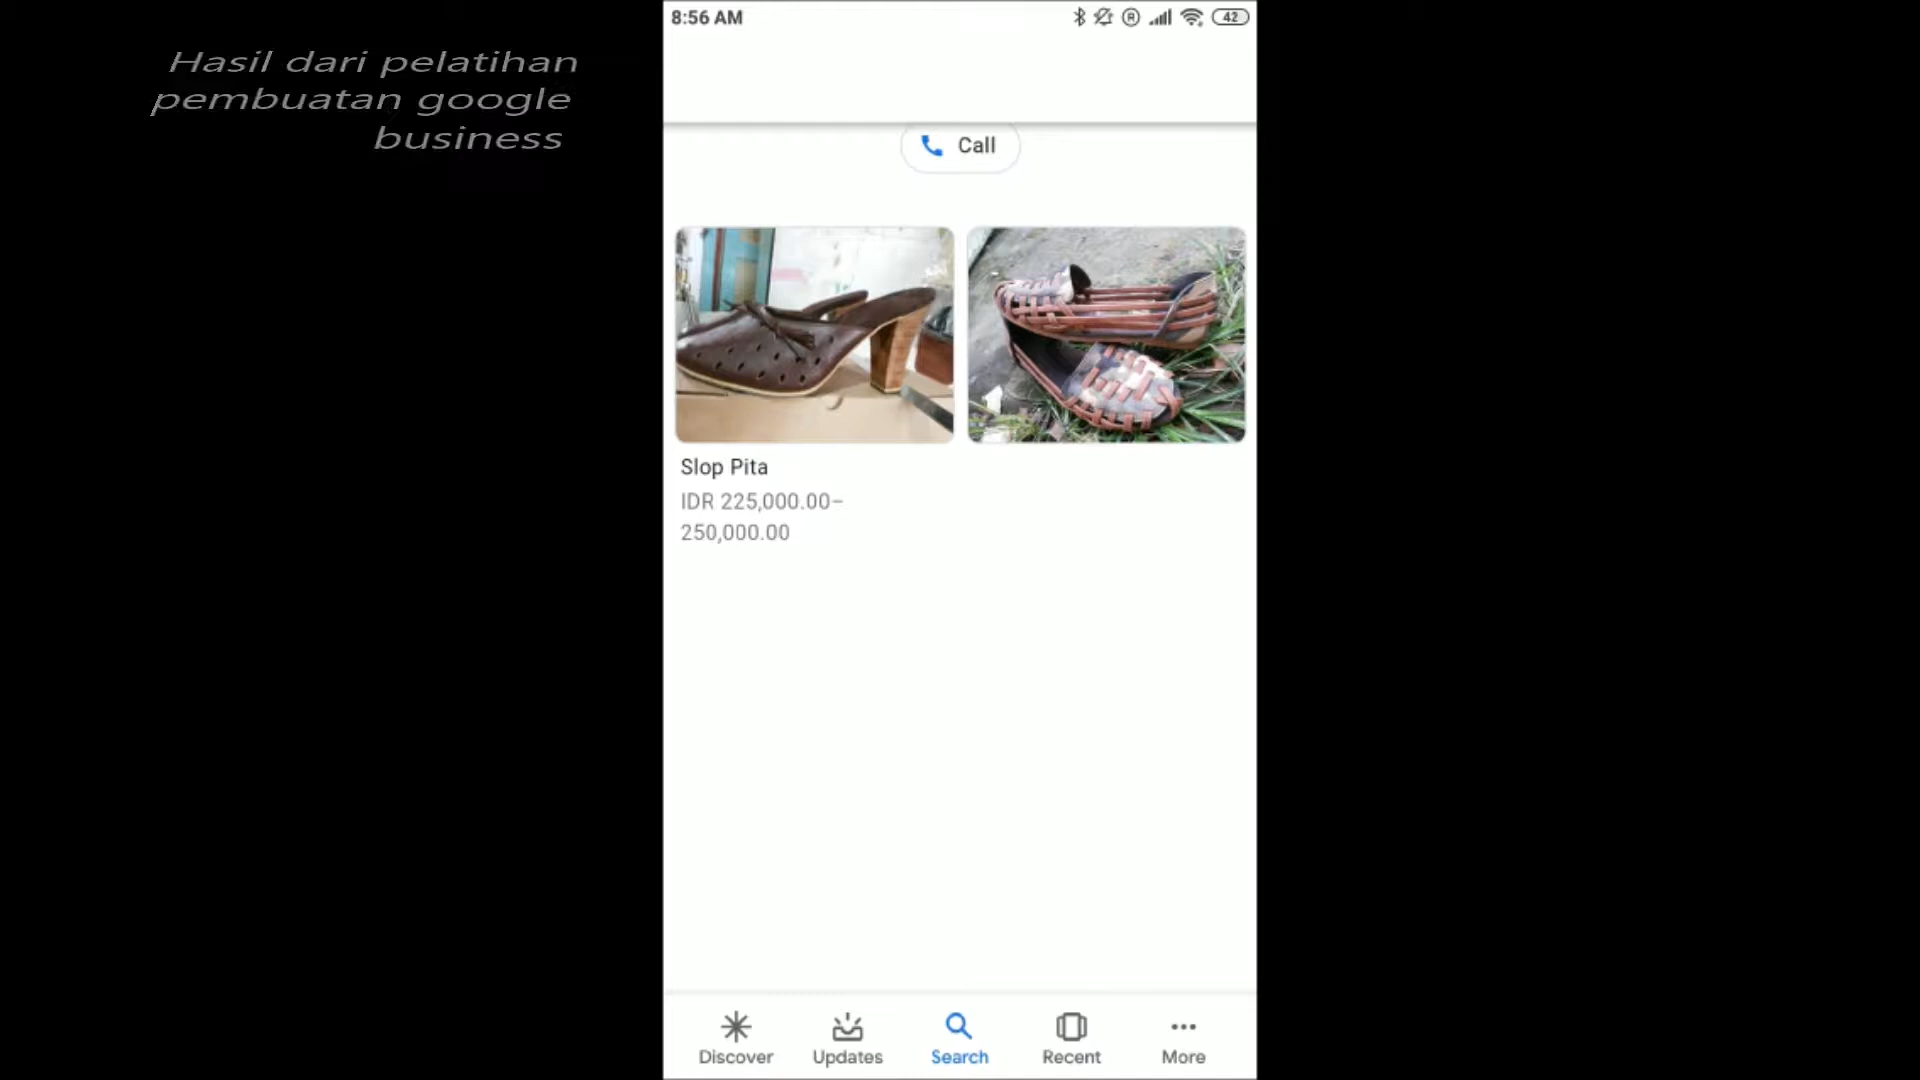 Hasil dari pelatihan
pembuatan google
business
8:56 AM
42
Call
Slop Pita
IDR 225,000.00–
250,000.00
Discover
Updates
Search
Recent
More